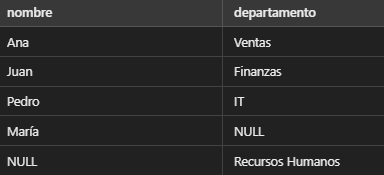 nombre departamento
Ana Ventas
Juan Finanzas
Pedro IT
María NULL
NULL Recursos Humanos